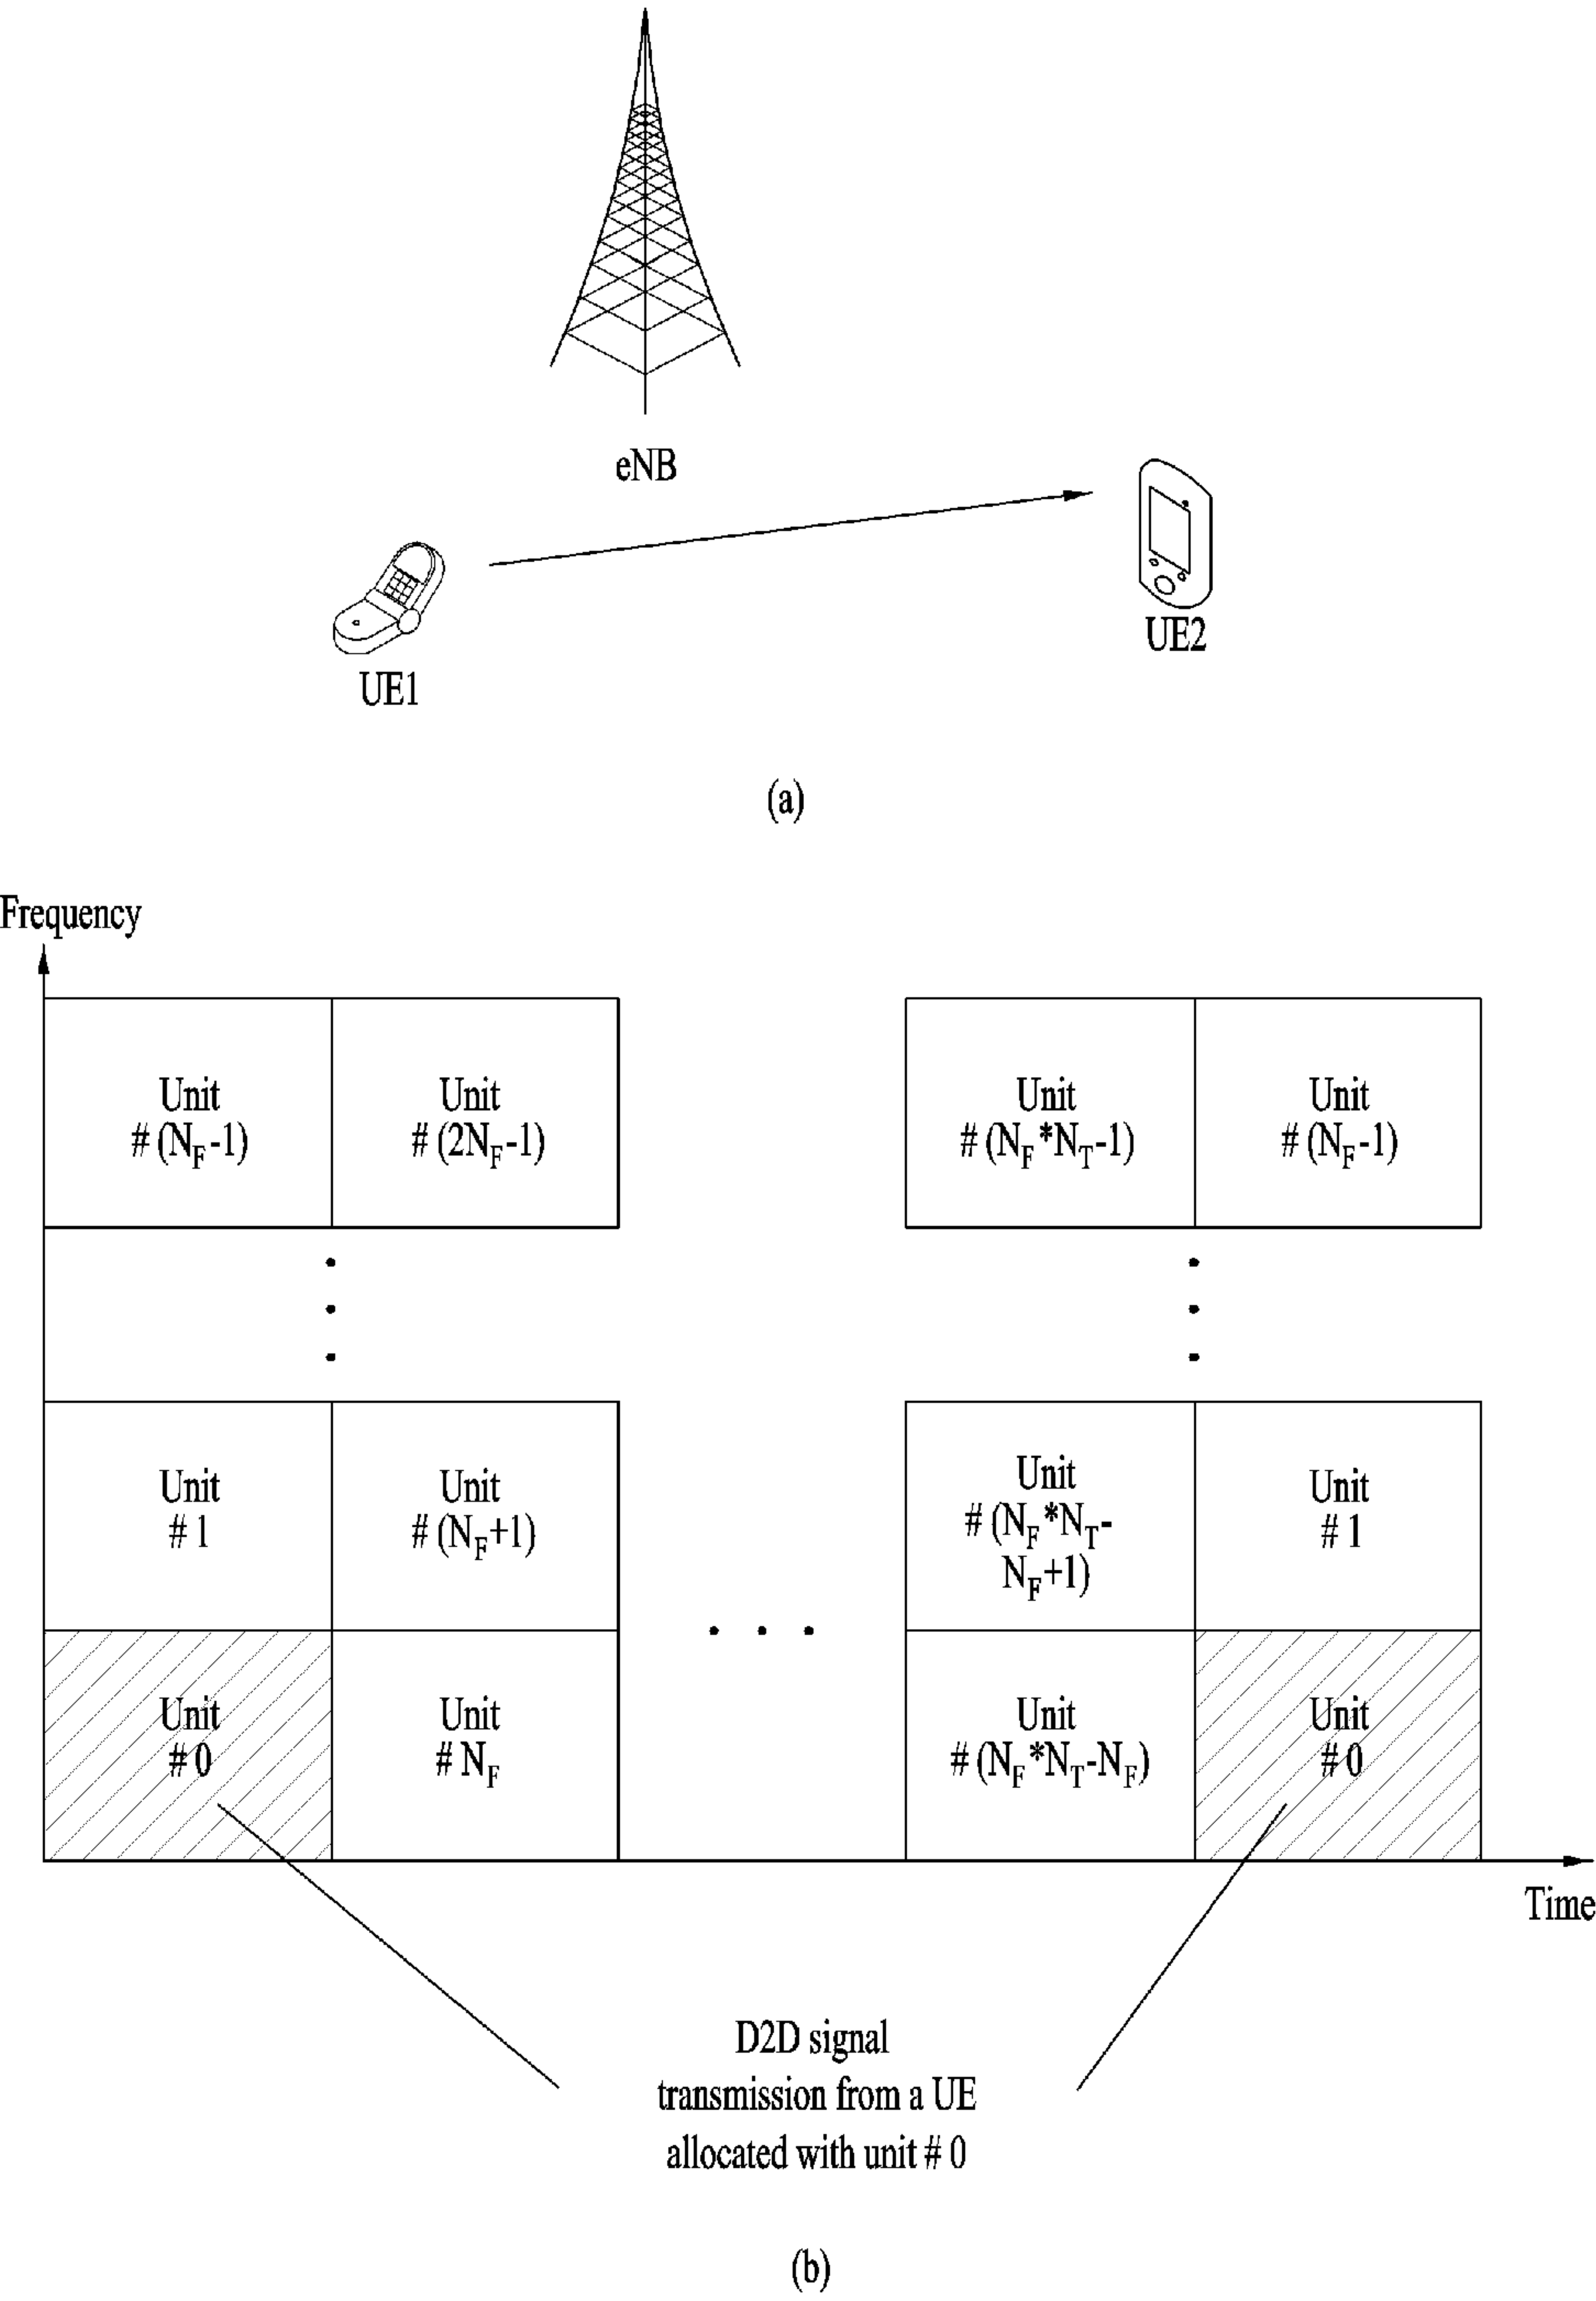 eNB
UE1
UE2
(a)
Frequency
Unit
# (N_F-1)
Unit
# (2N_F-1)
Unit
# (N_F*N_T-1)
Unit
# (N_F-1)
Unit
# 1
Unit
# (N_F+1)
Unit
# (N_F*N_T-
N_F+1)
Unit
# 1
Unit
# 0
Unit
# N_F
Unit
# (N_F*N_T-N_F)
Unit
# 0
Time
D2D signal
transmission from a UE
allocated with unit # 0
(b)